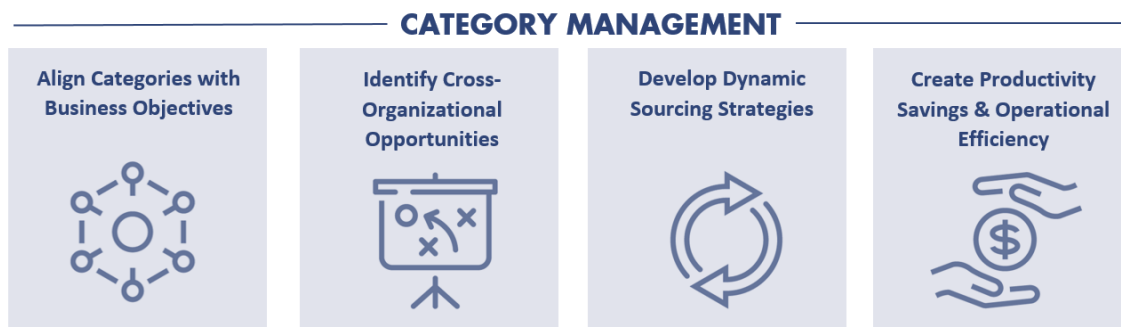 CATEGORY MANAGEMENT
Align Categories with
Business Objectives
Identify Cross-
Organizational
Opportunities
Develop Dynamic
Sourcing Strategies
Create Productivity
Savings & Operational
Efficiency